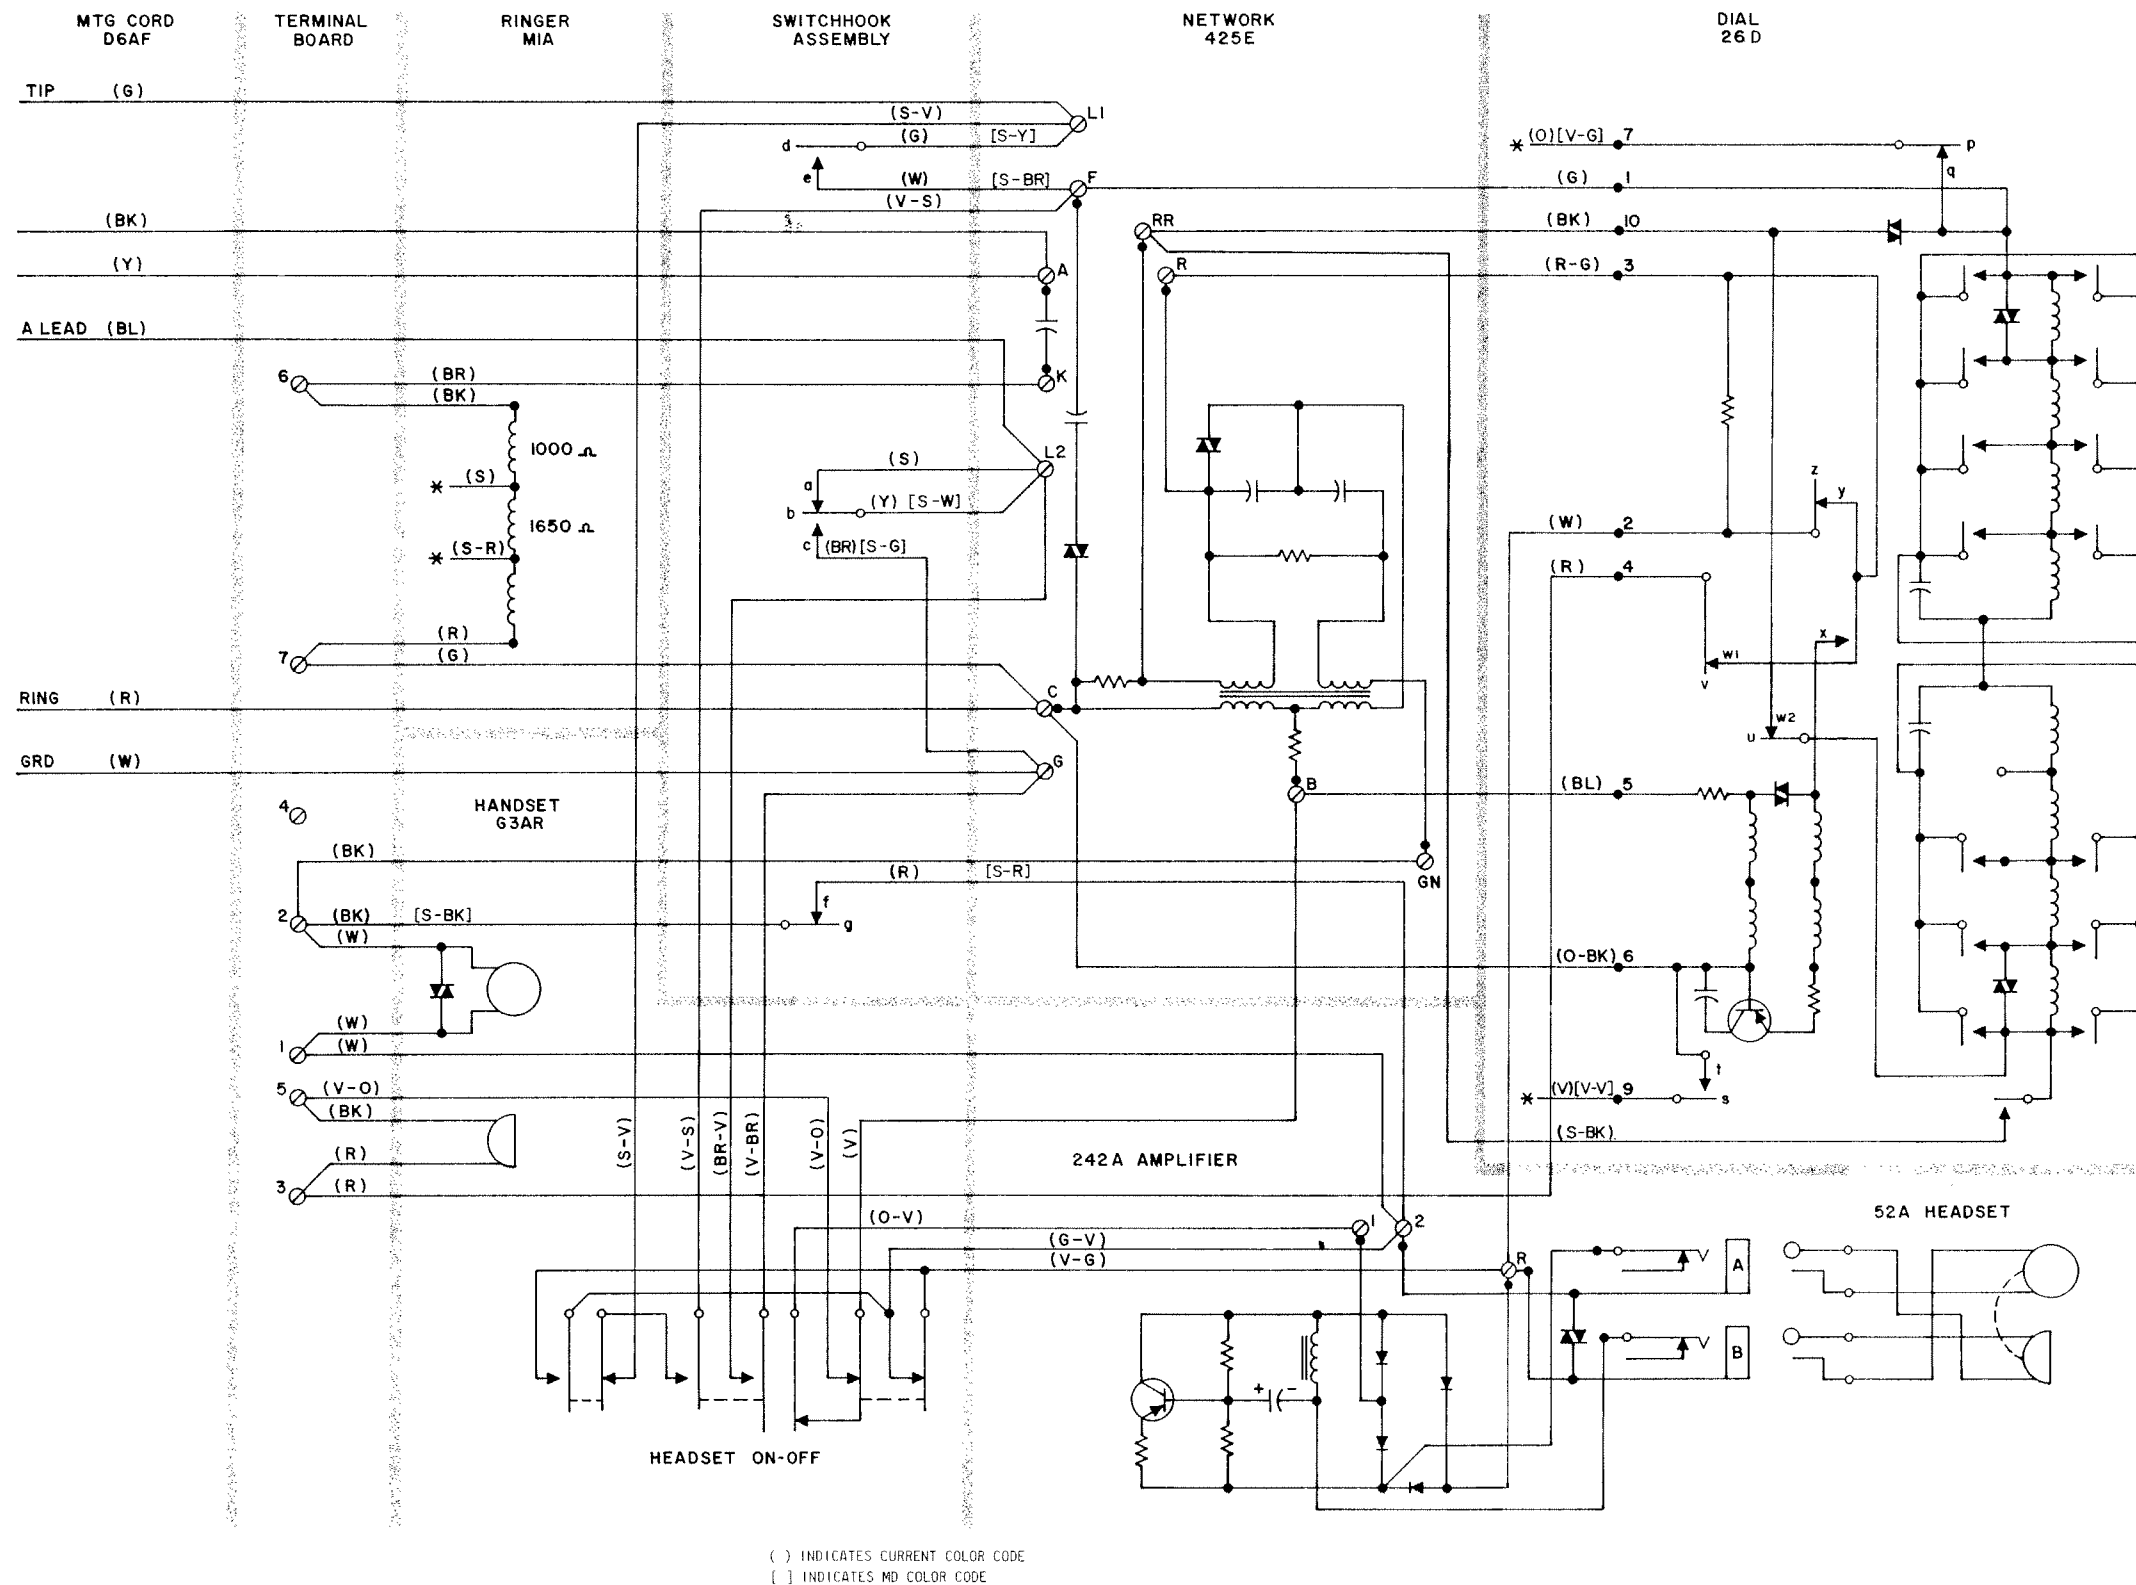 MTG CORD
D6AF
TERMINAL
BOARD
RINGER
MIA
SWITCHHOOK
ASSEMBLY
NETWORK
425E
DIAL
26D
TIP (G)
(S-V)
L1
d (G) [S-Y]
e (W) [S-BR] F
(V-S)
(BK)
(Y)
A
A LEAD (BL)
6 (BR) K
(BK)
1000 Ω
* (S)
1650 Ω
* (S-R)
(R)
7 (G)
L2
(S)
a
b (Y) [S-W]
c (BR)[S-G]
RING (R)
C
GRD (W)
G
RR
R
B
GN
* (O)[V-G] 7
p
q
(G) 1
(BK) 10
(R-G) 3
z
y
(W) 2
(R) 4
x
w1
v
w2
u
(BL) 5
(O-BK) 6
t
* (V)[V-V] 9
s
(S-BK)
4
HANDSET
G3AR
(BK)
(R) [S-R]
f
2 (BK) [S-BK]
g
(W)
(W)
1 (W)
5 (V-O)
(BK)
(R)
3 (R)
(S-V)
(V-S)
(BR-V)
(V-BR)
(V-O)
(V)
242A AMPLIFIER
(O-V) 1
2
(G-V)
(V-G)
R
+ -
52A HEADSET
A
B
HEADSET ON-OFF
( ) INDICATES CURRENT COLOR CODE
[ ] INDICATES MD COLOR CODE